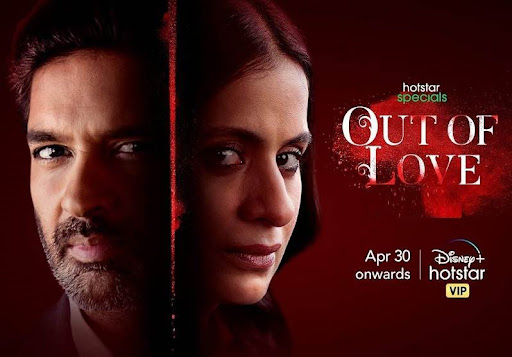 hotstar
specials
OUT OF
LOVE
Apr 30
onwards
Disney+
hotstar
VIP